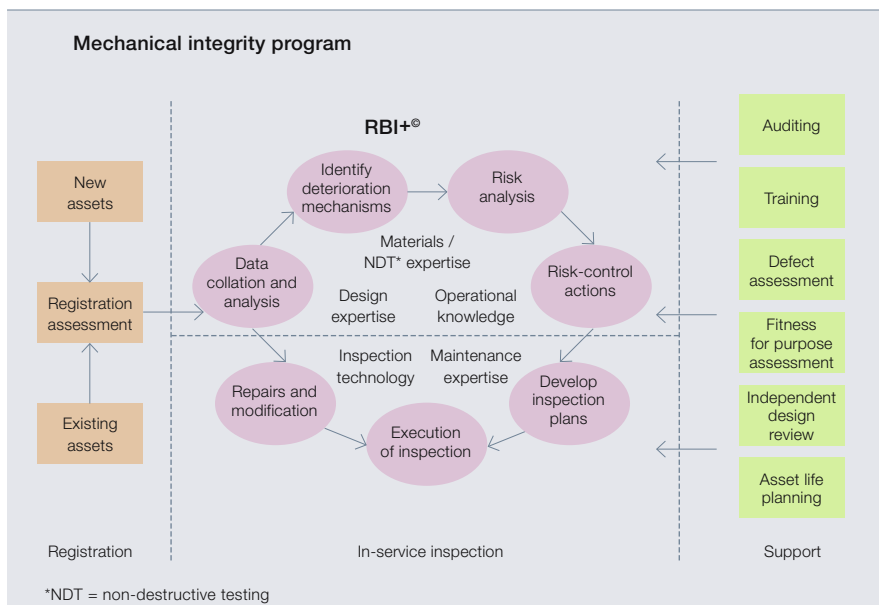 Mechanical integrity program
RBI+©
New
assets
Registration
assessment
Existing
assets
Identify
deterioration
mechanisms
Risk
analysis
Data
collation and
analysis
Materials /
NDT* expertise
Risk-control
actions
Design
expertise
Operational
knowledge
Inspection
technology
Maintenance
expertise
Repairs and
modification
Develop
inspection
plans
Execution
of inspection
Auditing
Training
Defect
assessment
Fitness
for purpose
assessment
Independent
design
review
Asset life
planning
Registration
In-service inspection
Support
*NDT = non-destructive testing